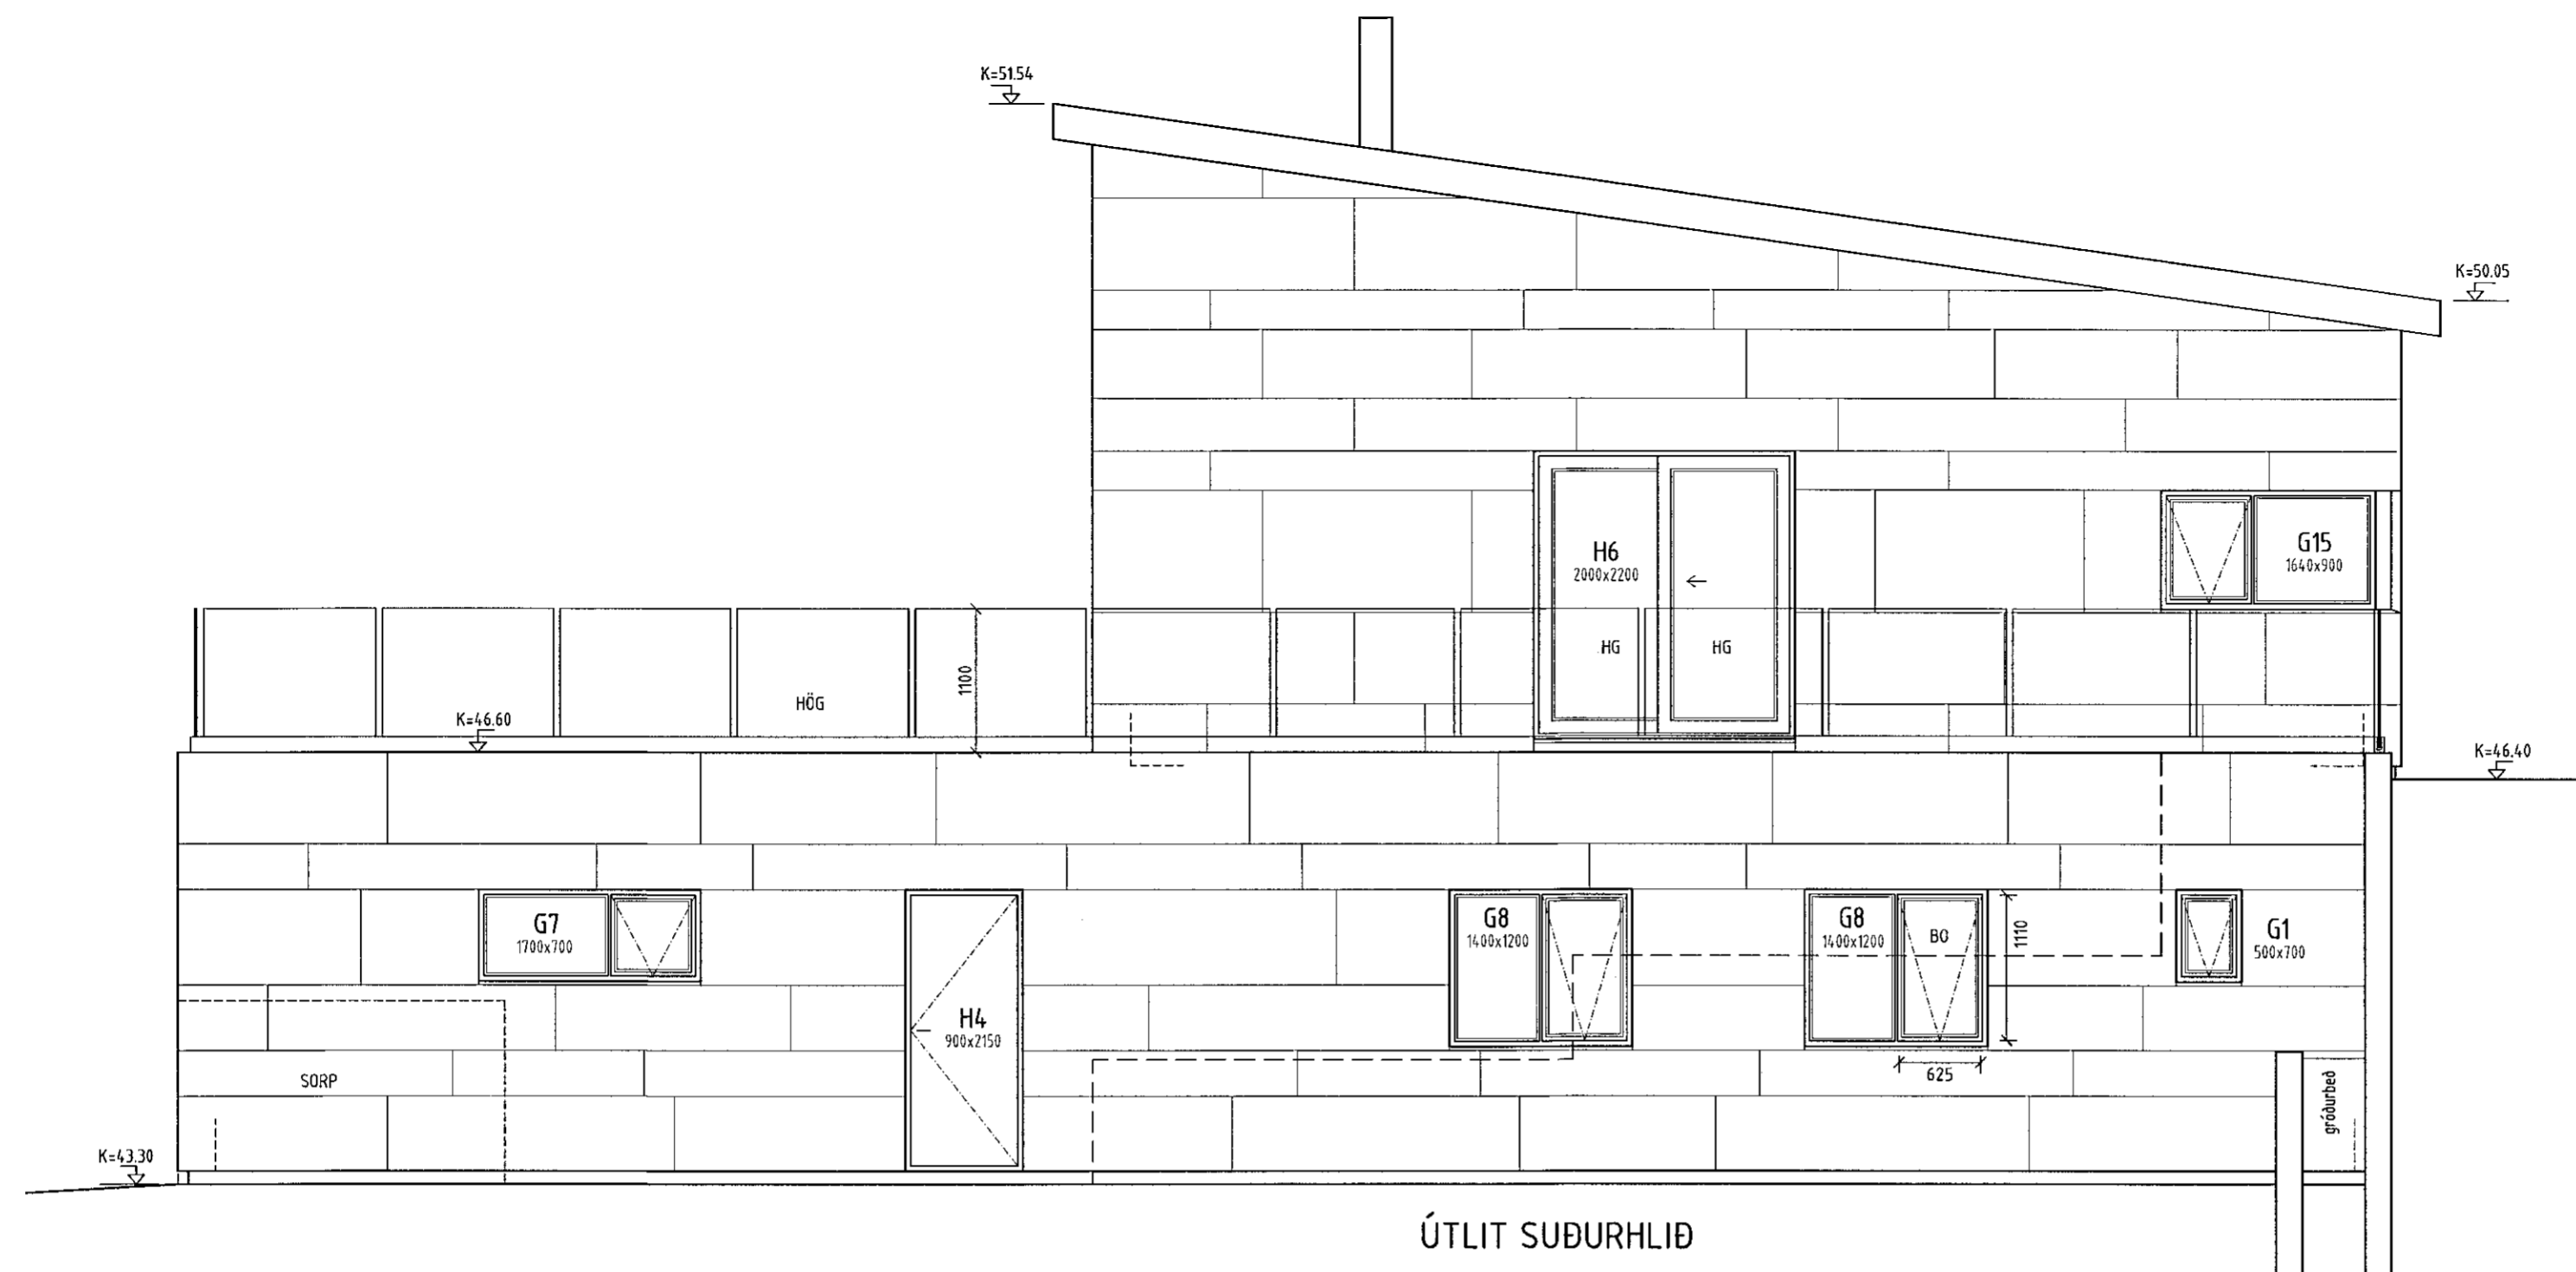 K=51.54
K=50.05
H6
2000x2200
G15
1640x900
HG
HG
1100
HÖG
K=46.60
K=46.40
G7
1700x700
G8
1400x1200
G8
1400x1200
BO
1110
G1
500x700
H4
900x2150
625
SORP
gróðurbeð
K=43.30
ÚTLIT SUÐURHLIÐ